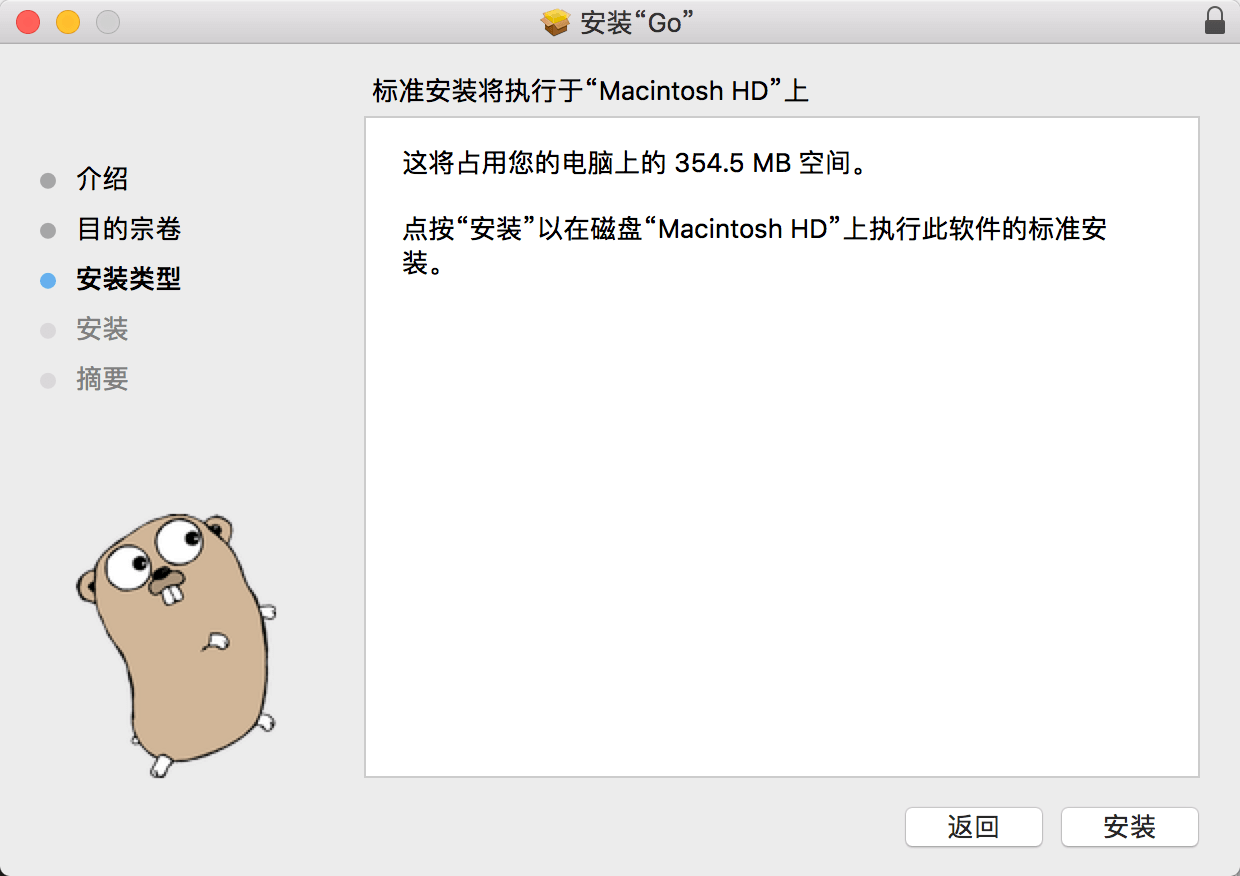 安装“Go”
标准安装将执行于“Macintosh HD”上
介绍
目的宗卷
安装类型
安装
摘要
这将占用您的电脑上的 354.5 MB 空间。
点按“安装”以在磁盘“Macintosh HD”上执行此软件的标准安
装。
返回
安装